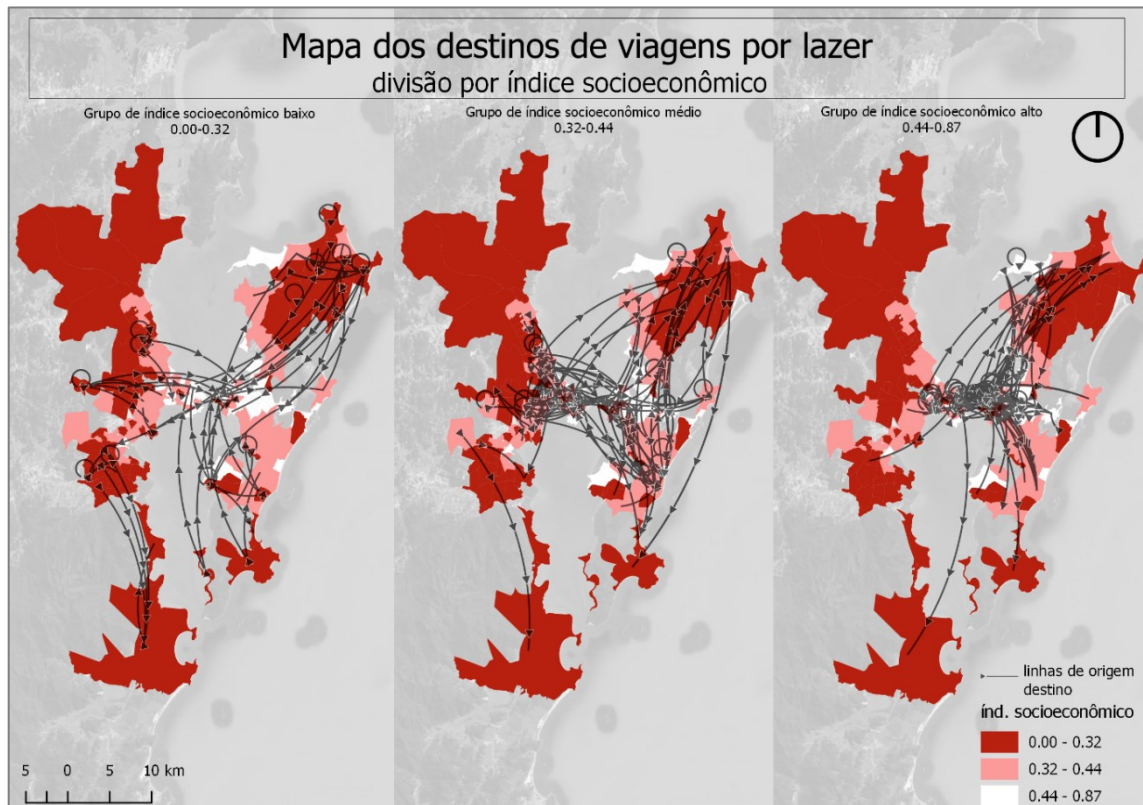 Mapa dos destinos de viagens por lazer
divisão por índice socioeconômico
Grupo de índice socioeconômico baixo
0.00-0.32
Grupo de índice socioeconômico médio
0.32-0.44
Grupo de índice socioeconômico alto
0.44-0.87
linhas de origem
destino
índ. socioeconômico
0.00 - 0.32
0.32 - 0.44
0.44 - 0.87
5 0 5 10 km